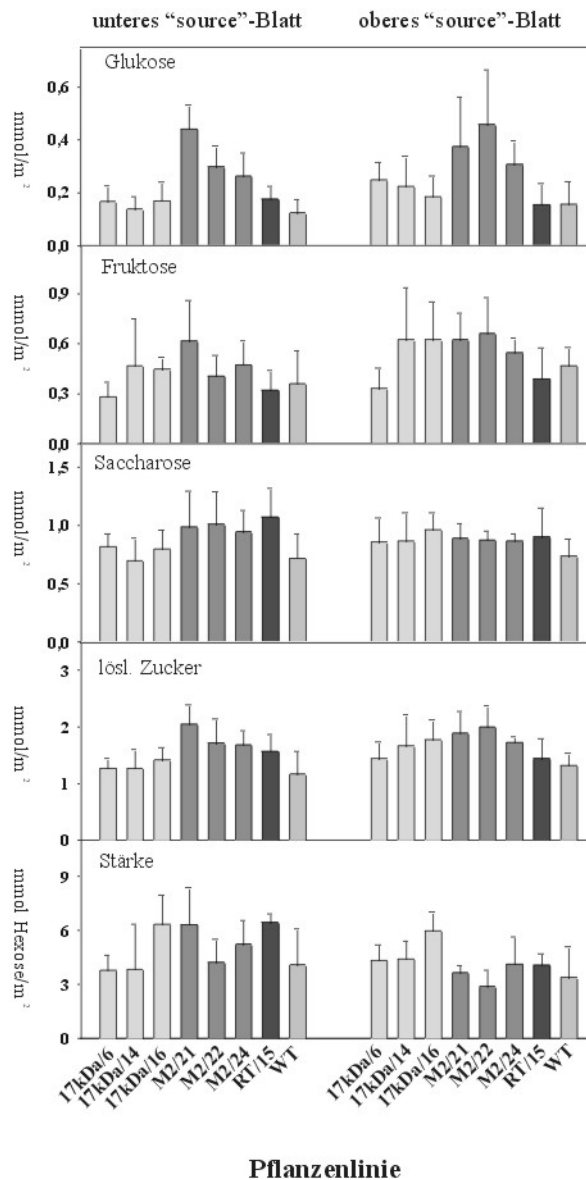 unteres “source”-Blatt
oberes “source”-Blatt
Glukose
0,6
0,4
0,2
0,0
mmol/m²
Fruktose
0,9
0,6
0,3
0,0
mmol/m²
Saccharose
1,5
1,0
0,5
0,0
mmol/m²
lösl. Zucker
3
2
1
0
mmol/m²
Stärke
9
6
3
0
mmol Hexose/m²
17kDa/6
17kDa/14
17kDa/16
M2/21
M2/22
M2/24
RT/15
WT
17kDa/6
17kDa/14
17kDa/16
M2/21
M2/22
M2/24
RT/15
WT
Pflanzenlinie